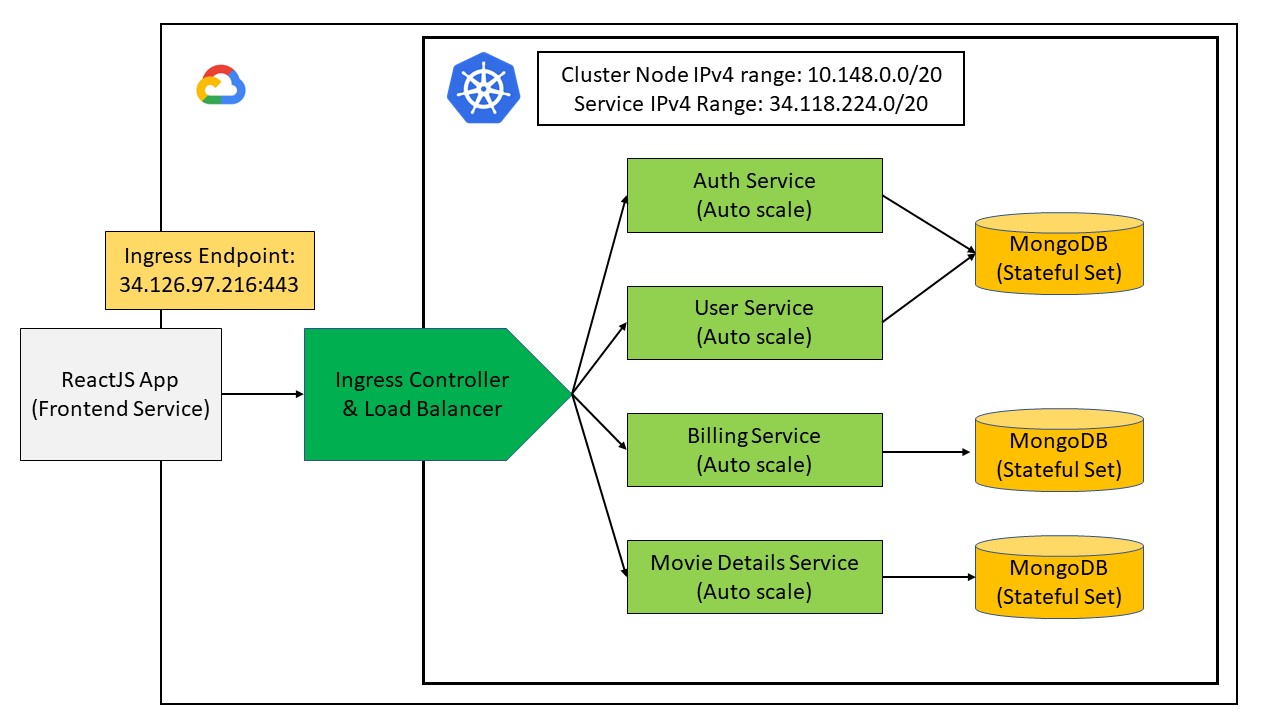 Cluster Node IPv4 range: 10.148.0.0/20
Service IPv4 Range: 34.118.224.0/20
Auth Service
(Auto scale)
MongoDB
(Stateful Set)
Ingress Endpoint:
34.126.97.216:443
User Service
(Auto scale)
ReactJS App
(Frontend Service)
Ingress Controller
& Load Balancer
Billing Service
(Auto scale)
MongoDB
(Stateful Set)
Movie Details Service
(Auto scale)
MongoDB
(Stateful Set)